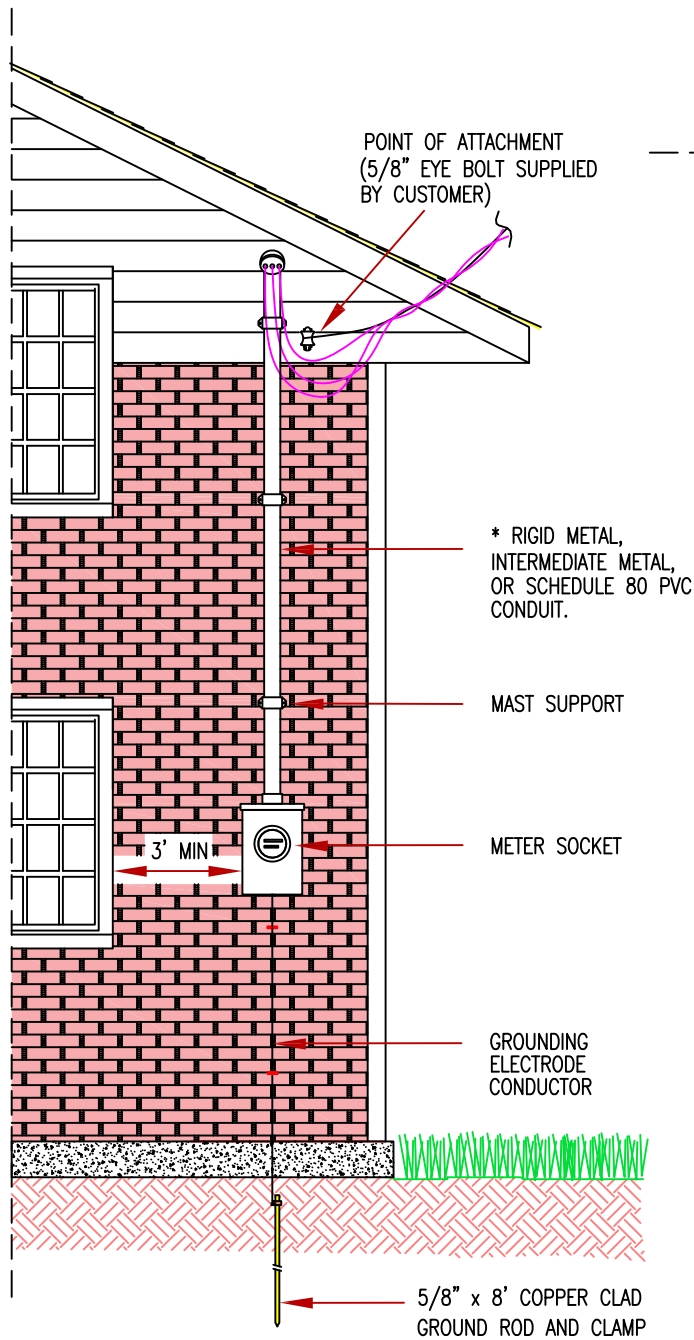 POINT OF ATTACHMENT
(5/8" EYE BOLT SUPPLIED
BY CUSTOMER)
* RIGID METAL,
INTERMEDIATE METAL,
OR SCHEDULE 80 PVC
CONDUIT.
MAST SUPPORT
METER SOCKET
3' MIN
GROUNDING
ELECTRODE
CONDUCTOR
5/8" x 8' COPPER CLAD
GROUND ROD AND CLAMP